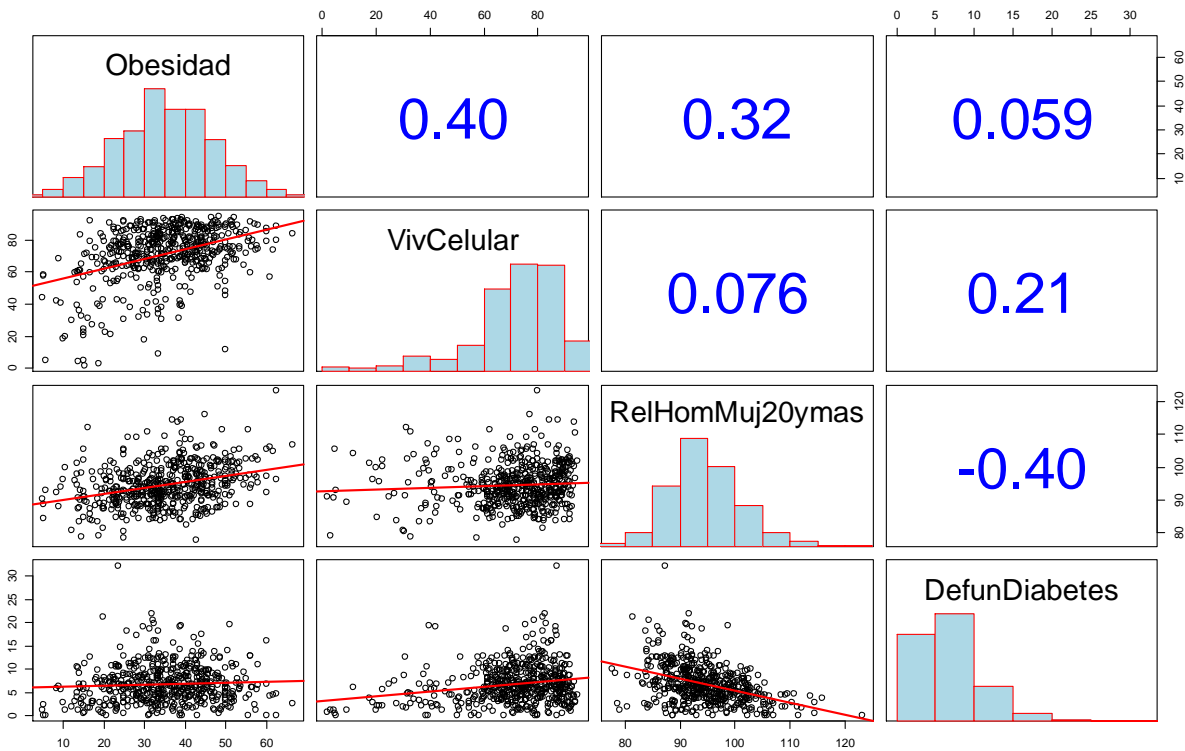 0 20 40 60 80
0 5 10 15 20 25 30
Obesidad
0.40
0.32
0.059
10 20 30 40 50 60 70
0 20 40 60 80
VivCelular
0.076
0.21
RelHomMuj20ymas
-0.40
80 90 100 110 120
0 5 10 15 20 25 30
DefunDiabetes
10 20 30 40 50 60
80 90 100 110 120